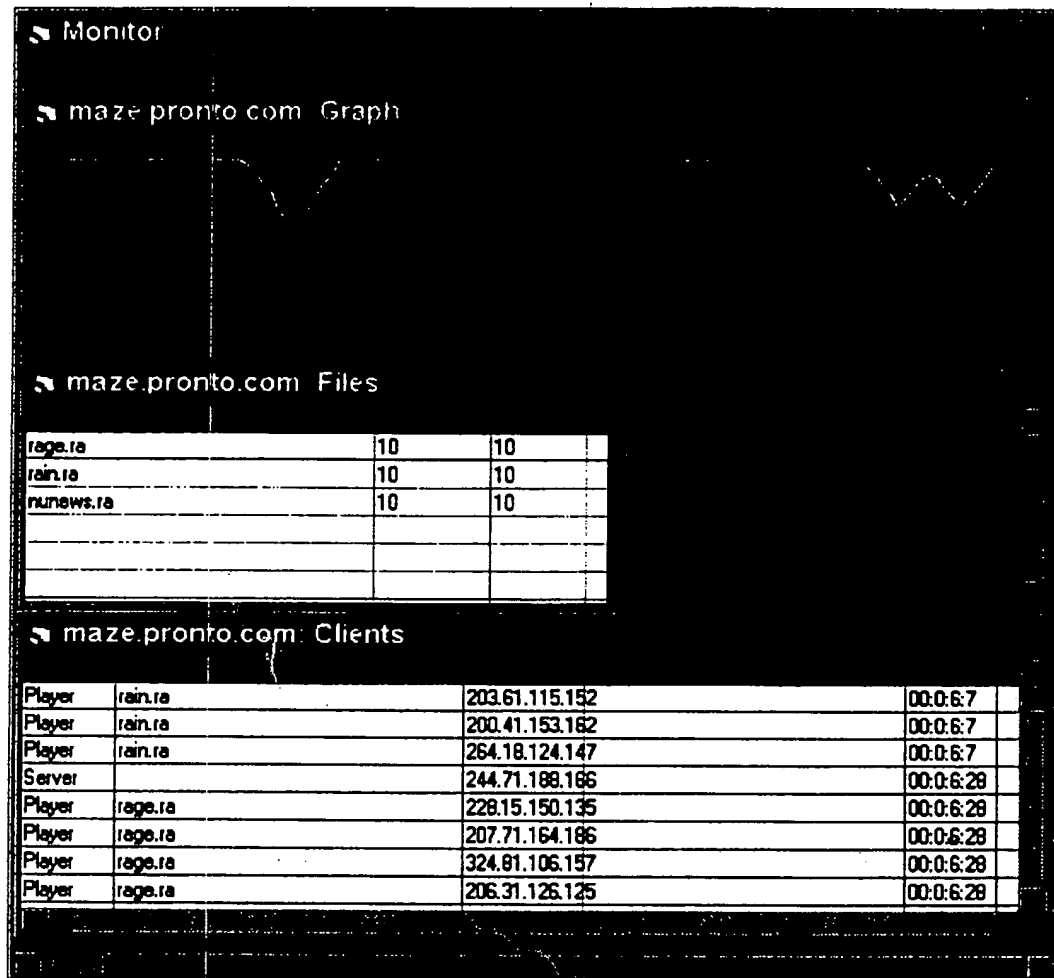 Monitor
maze.pronto.com: Graph
maze.pronto.com: Files
rage.ra 10 10
rain.ra 10 10
nunews.ra 10 10
maze.pronto.com: Clients
Player rain.ra 203.61.115.152 00:0:6:7
Player rain.ra 200.41.153.162 00:0:6:7
Player rain.ra 264.18.124.147 00:0:6:7
Server 244.71.188.166 00:0:6:28
Player rage.ra 228.15.150.135 00:0:6:28
Player rage.ra 207.71.164.186 00:0:6:28
Player rage.ra 324.81.106.157 00:0:6:28
Player rage.ra 206.31.126.125 00:0:6:28